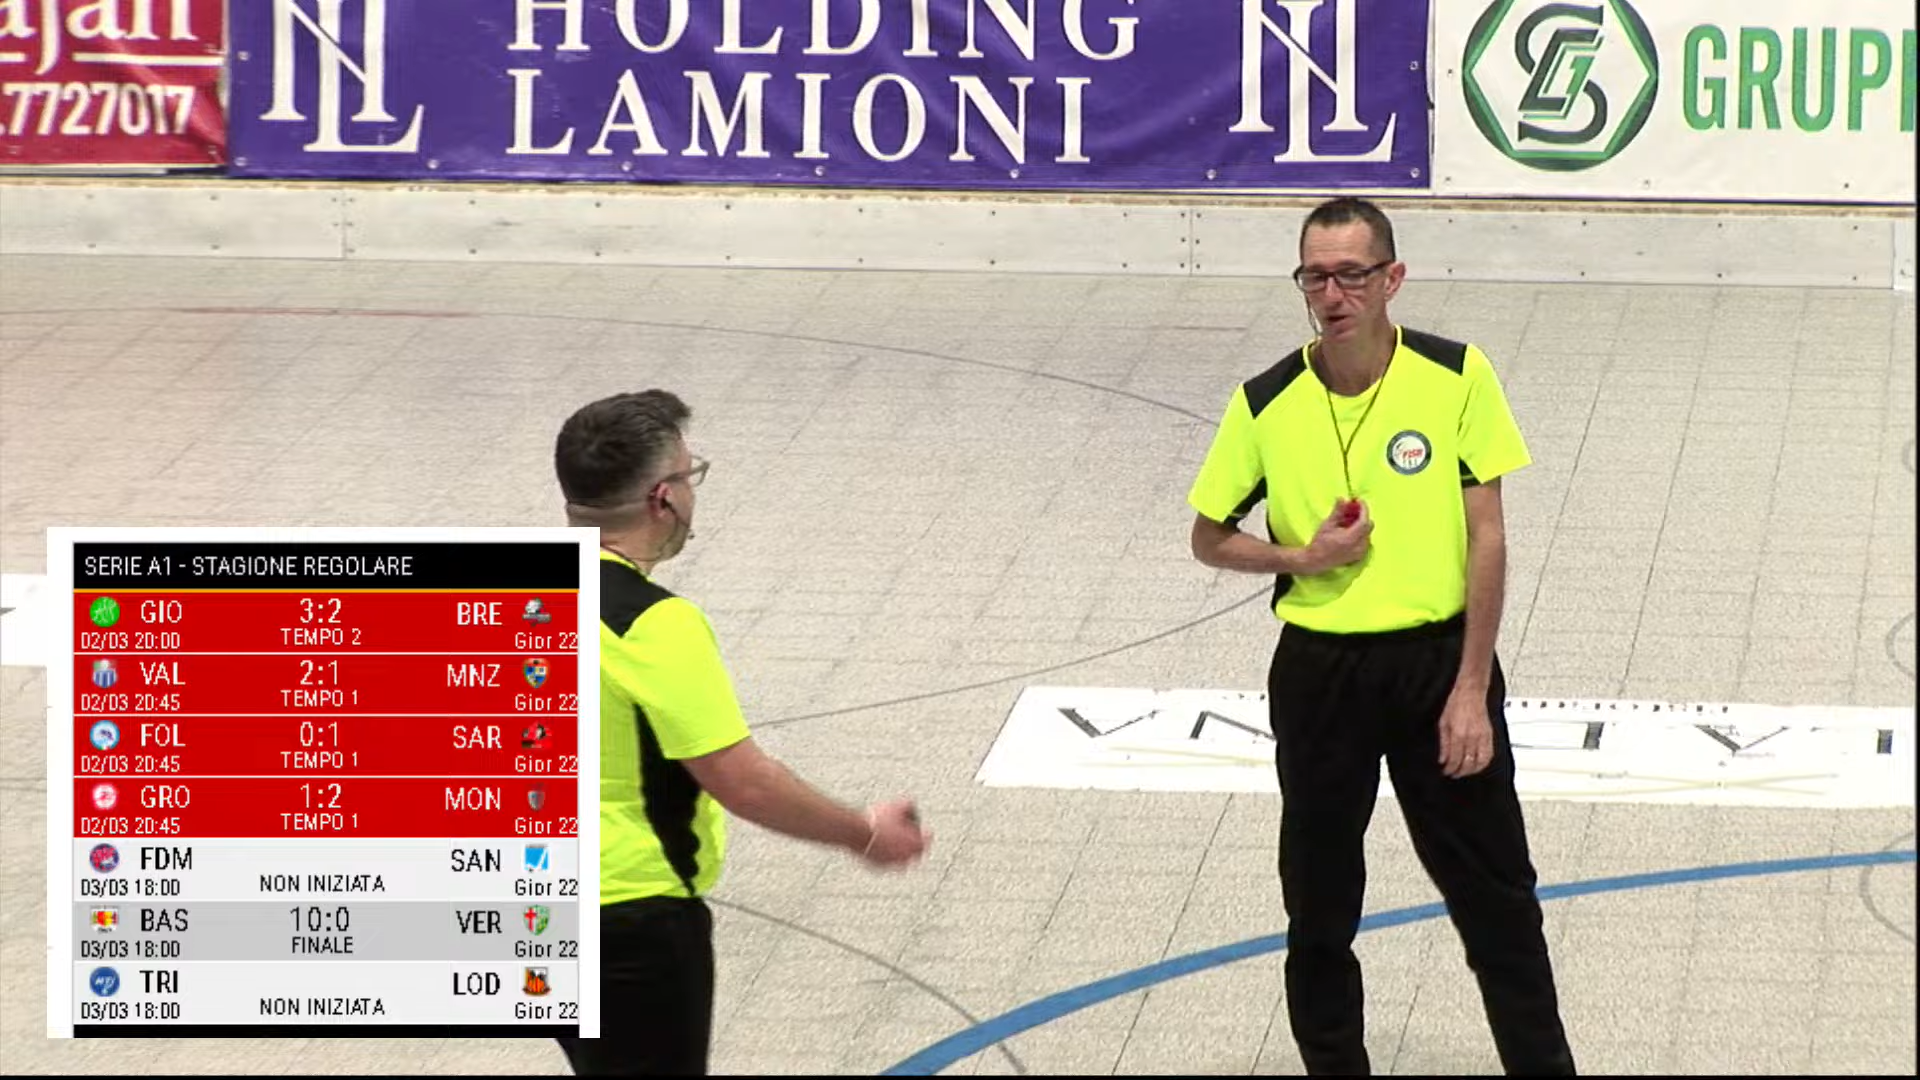 ajani
.7727017
HOLDING
LAMIONI
NL
NL
GRUPP
FISR
SERIE A1 - STAGIONE REGOLARE
GIO 3:2 BRE
02/03 20:00 TEMPO 2 Gior 22
VAL 2:1 MNZ
02/03 20:45 TEMPO 1 Gior 22
FOL 0:1 SAR
02/03 20:45 TEMPO 1 Gior 22
GRO 1:2 MON
02/03 20:45 TEMPO 1 Gior 22
FDM SAN
03/03 18:00 NON INIZIATA Gior 22
BAS 10:0 VER
03/03 18:00 FINALE Gior 22
TRI LOD
03/03 18:00 NON INIZIATA Gior 22